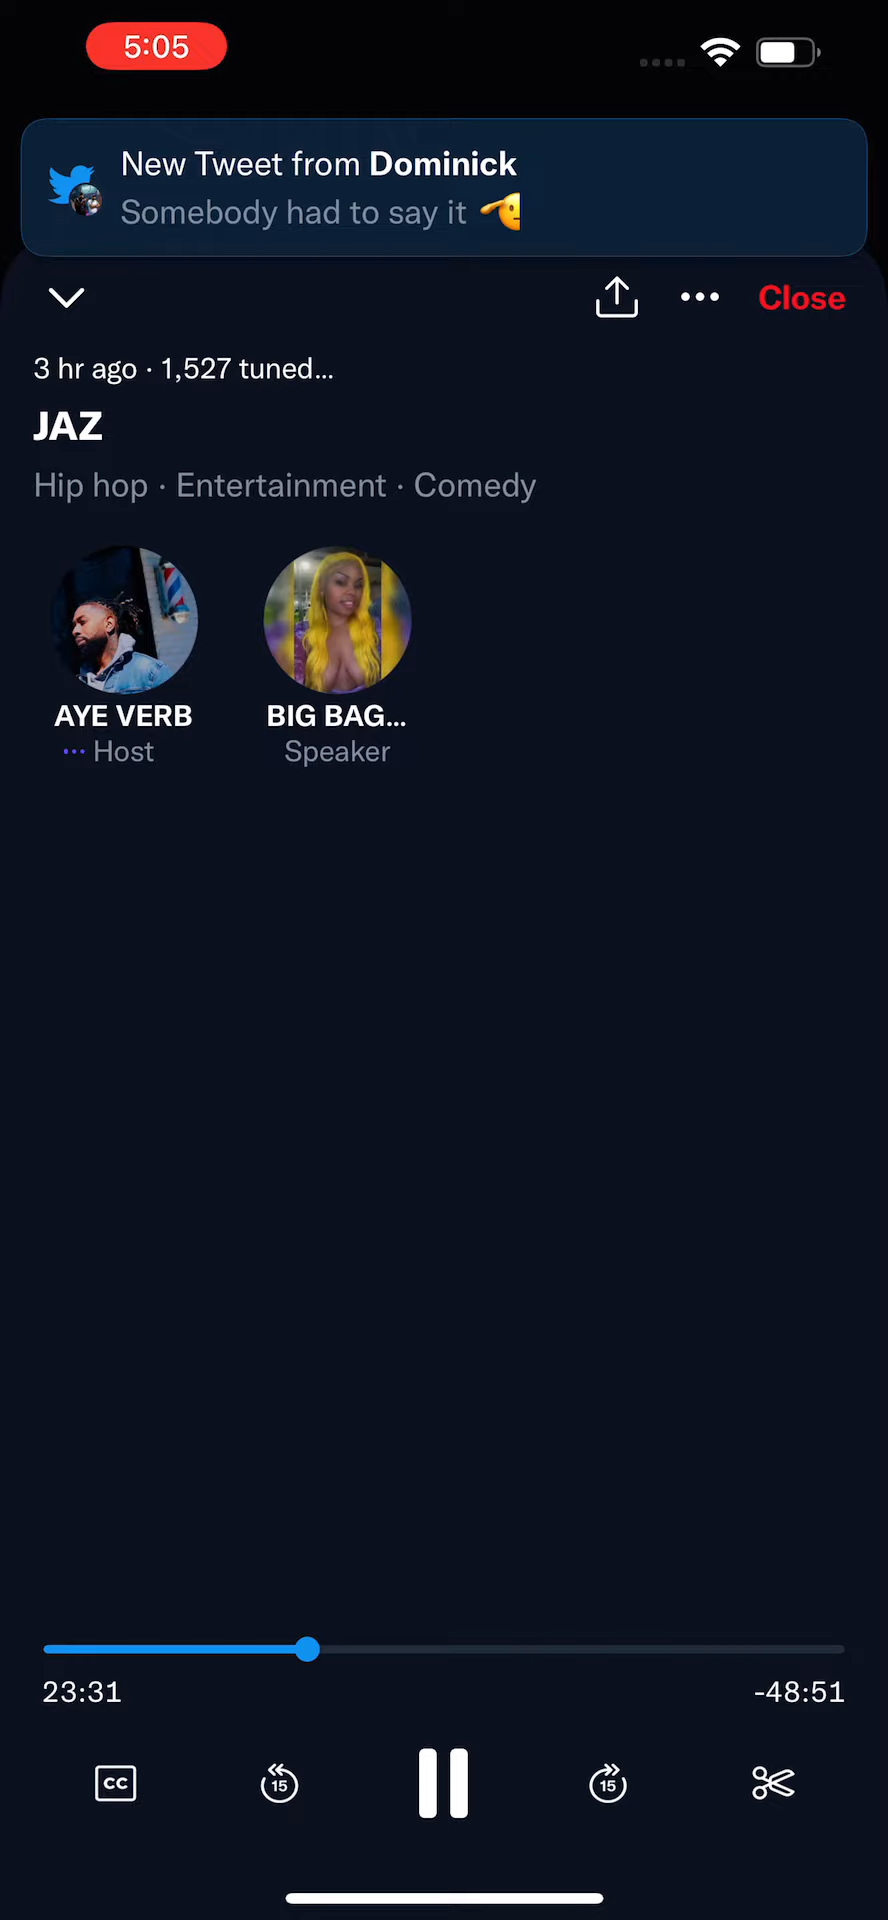 5:05
New Tweet from Dominick
Somebody had to say it
Close
3 hr ago · 1,527 tuned...
JAZ
Hip hop · Entertainment · Comedy
AYE VERB
BIG BAG...
Host
Speaker
23:31
-48:51
CC
15
15